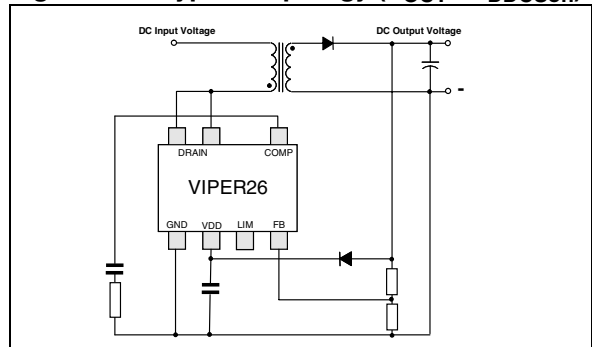 DC Input Voltage
DC Output Voltage
-
DRAIN
COMP
VIPER26
GND
VDD
LIM
FB